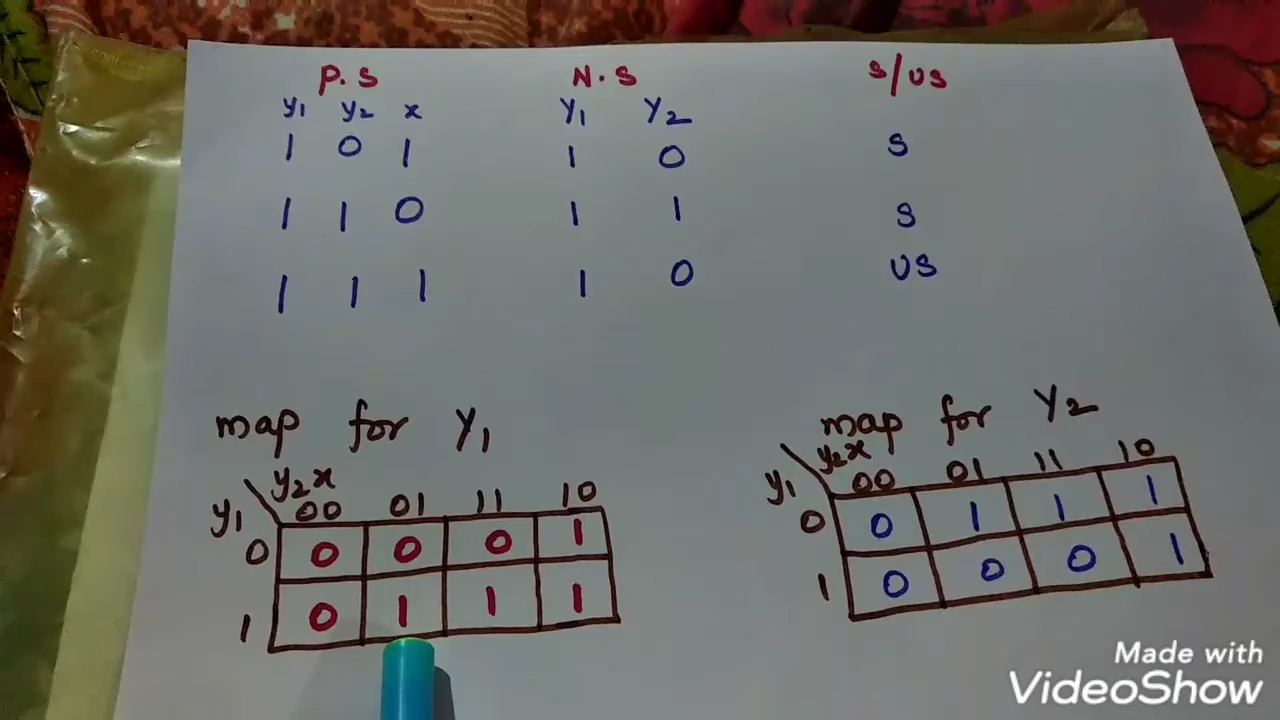 P.S N.S S/US
y1 y2 x Y1 Y2
1 0 1 1 0 S
1 1 0 1 1 S
1 1 1 1 0 US
map for Y1 map for Y2
y2x y2x
y1 00 01 11 10 y1 00 01 11 10
0 0 0 0 1 0 0 1 1 1
1 0 1 1 1 1 0 0 0 1
Made with
VideoShow